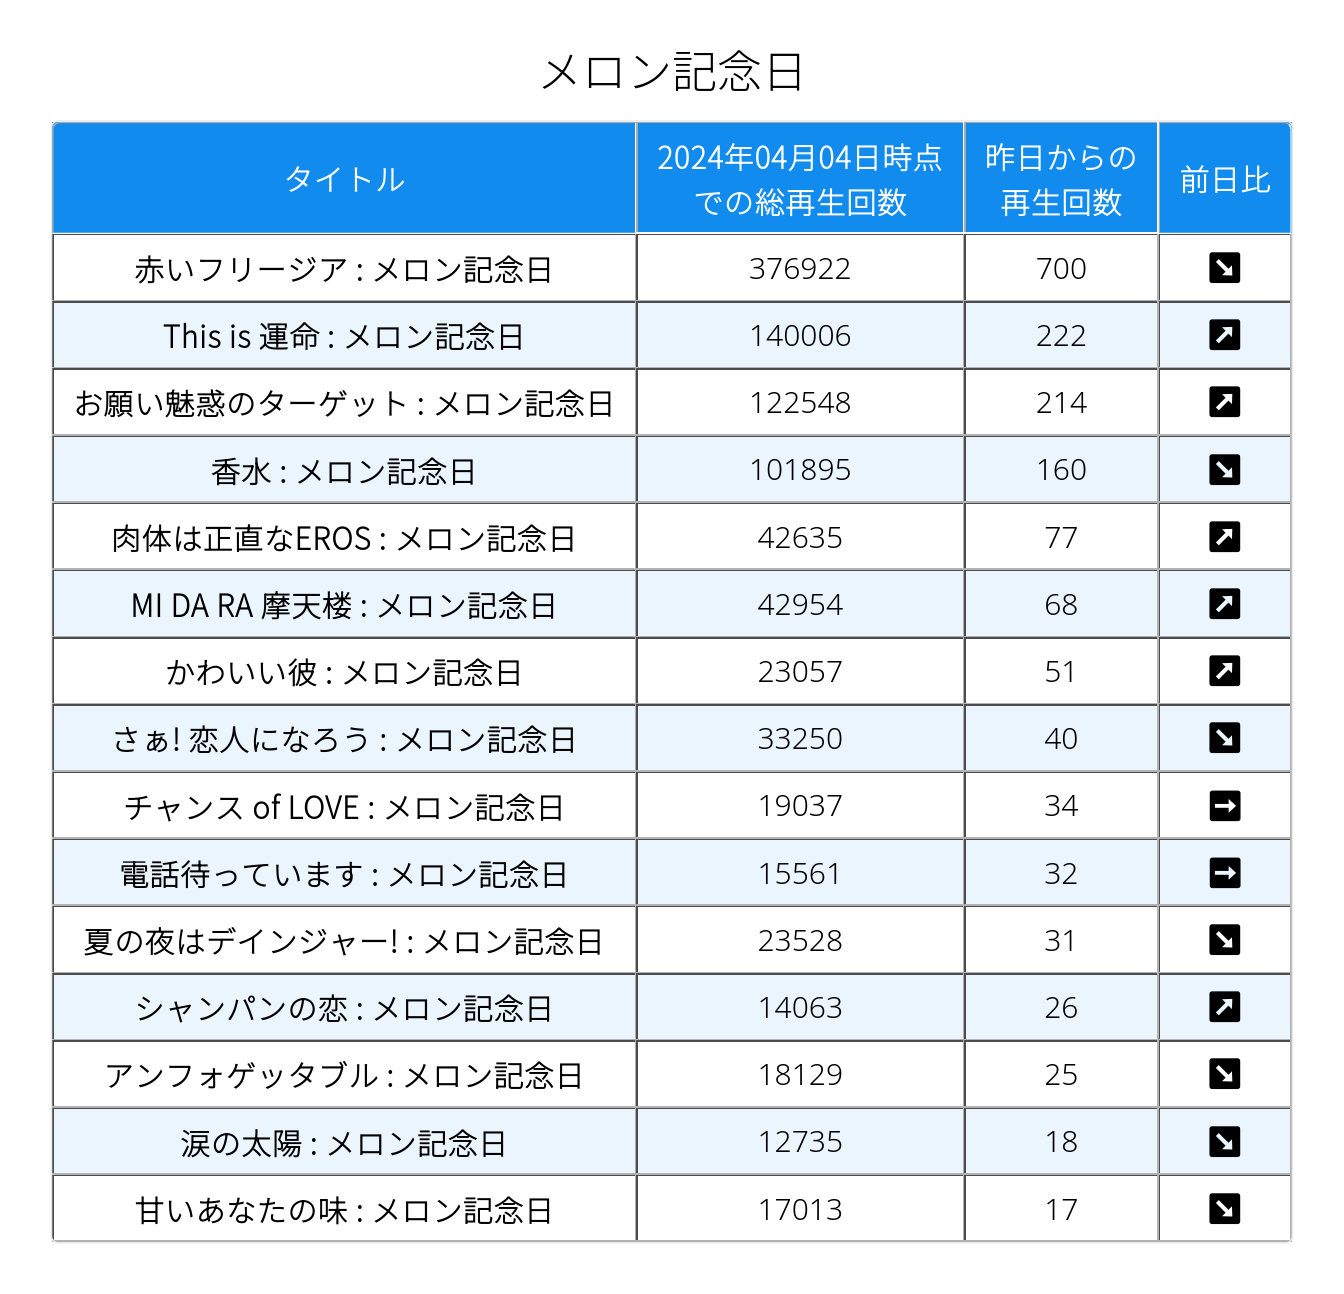 メロン記念日
タイトル 2024年04月04日時点での総再生回数 昨日からの再生回数 前日比
赤いフリージア : メロン記念日 376922 700 ↘
This is 運命 : メロン記念日 140006 222 ↗
お願い魅惑のターゲット : メロン記念日 122548 214 ↗
香水 : メロン記念日 101895 160 ↘
肉体は正直なEROS : メロン記念日 42635 77 ↗
MI DA RA 摩天楼 : メロン記念日 42954 68 ↗
かわいい彼 : メロン記念日 23057 51 ↗
さぁ! 恋人になろう : メロン記念日 33250 40 ↘
チャンス of LOVE : メロン記念日 19037 34 →
電話待っています : メロン記念日 15561 32 →
夏の夜はデインジャー! : メロン記念日 23528 31 ↘
シャンパンの恋 : メロン記念日 14063 26 ↗
アンフォゲッタブル : メロン記念日 18129 25 ↘
涙の太陽 : メロン記念日 12735 18 ↘
甘いあなたの味 : メロン記念日 17013 17 ↘